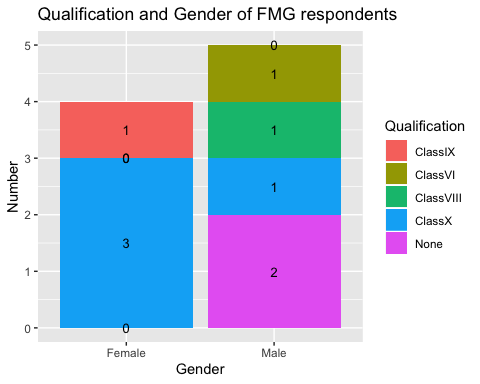 Qualification and Gender of FMG respondents
Number
5
4
3
2
1
0
1
0
3
0
0
1
1
1
2
Female
Male
Gender
Qualification
ClassIX
ClassVI
ClassVIII
ClassX
None